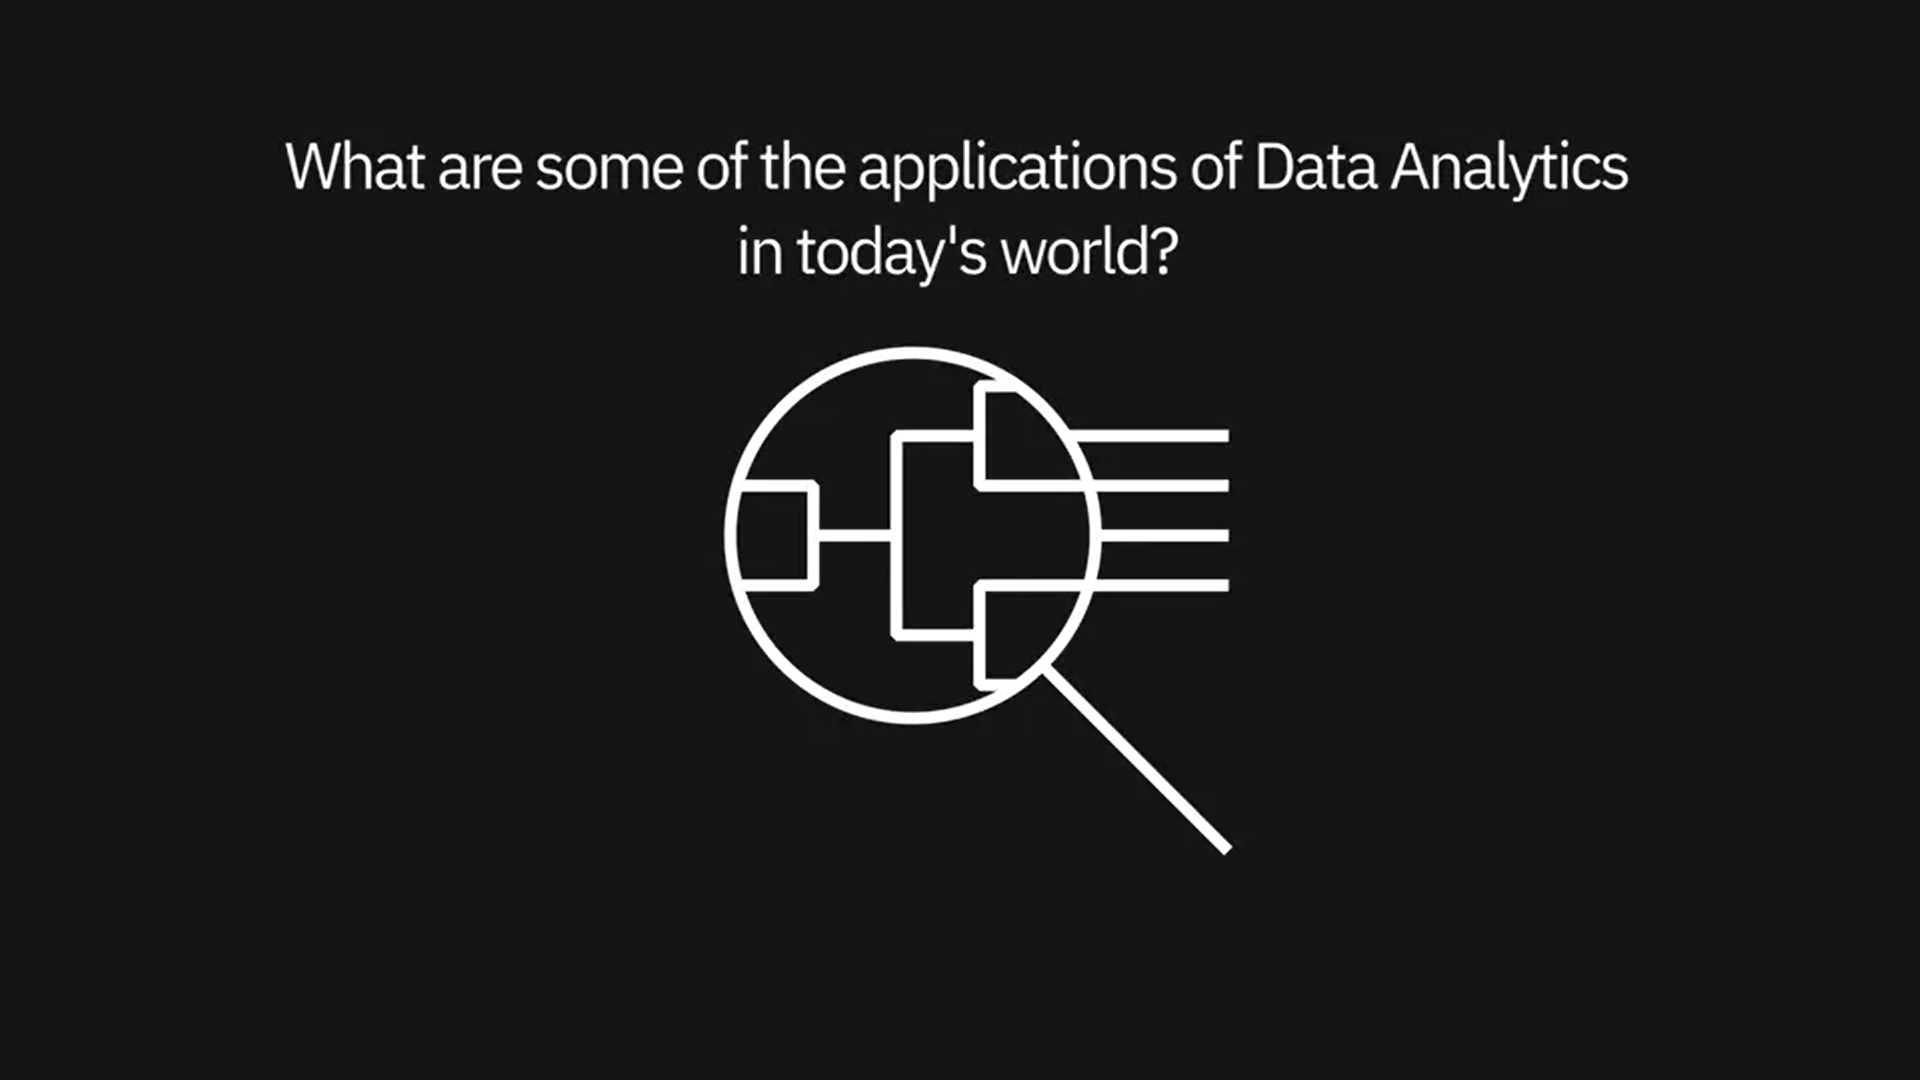 What are some of the applications of Data Analytics
in today's world?